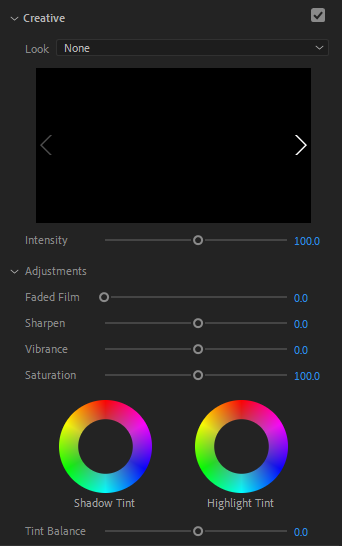 Creative
Look None
Intensity 100.0
Adjustments
Faded Film 0.0
Sharpen 0.0
Vibrance 0.0
Saturation 100.0
Shadow Tint Highlight Tint
Tint Balance 0.0